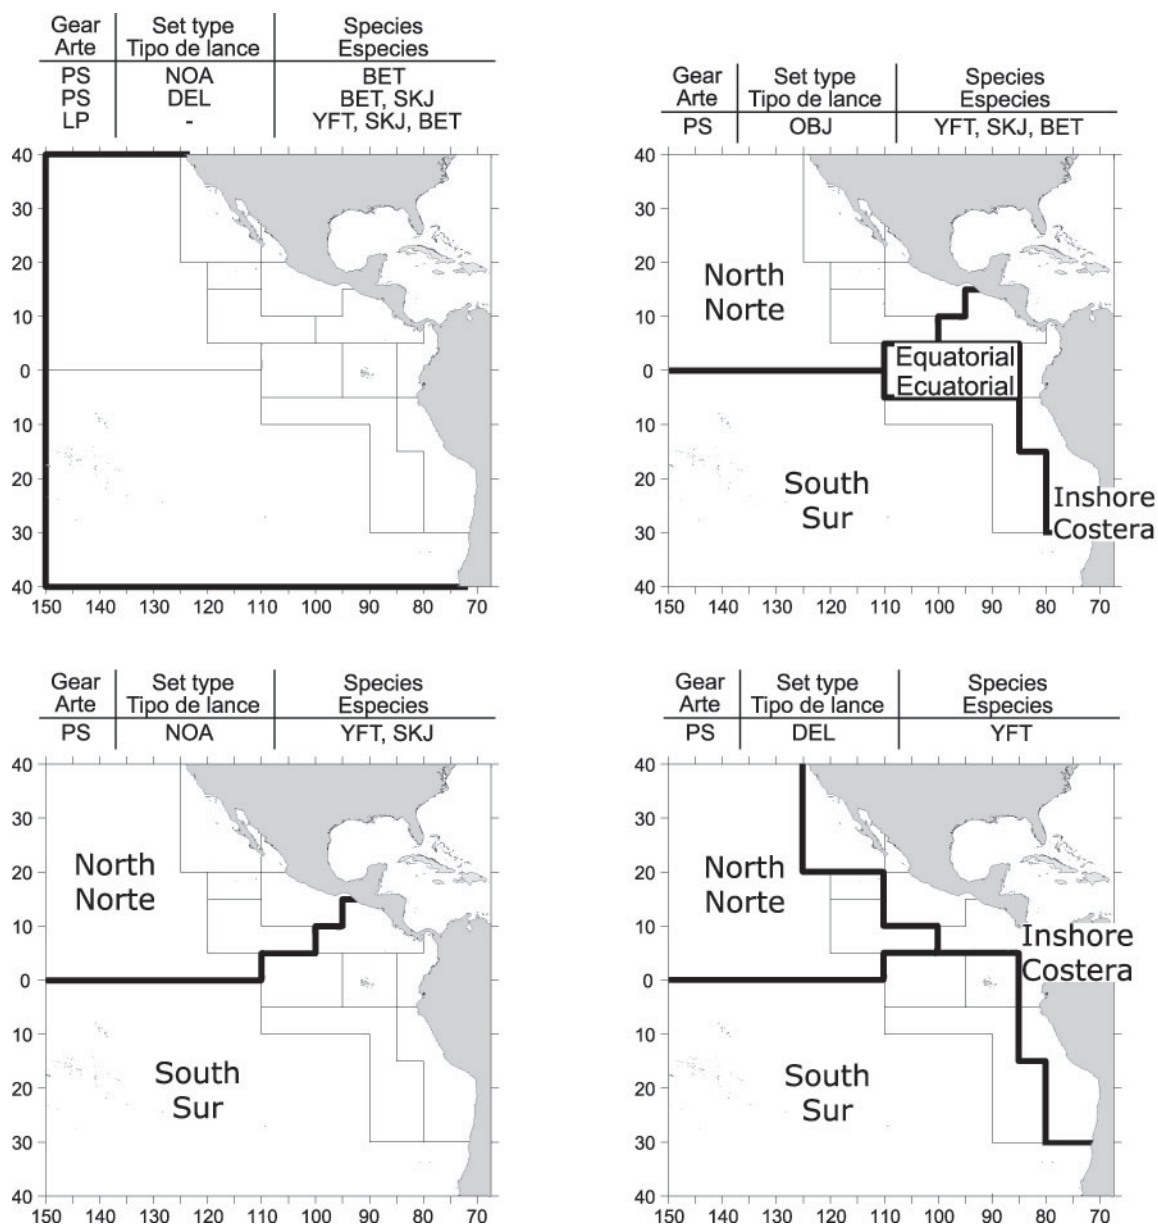 Gear Set type Species
Arte Tipo de lance Especies
PS NOA BET
PS DEL BET, SKJ
LP - YFT, SKJ, BET
40
30
20
10
0
10
20
30
40
150 140 130 120 110 100 90 80 70
Gear Set type Species
Arte Tipo de lance Especies
PS OBJ YFT, SKJ, BET
40
30
20
10
0
10
20
30
40
North
Norte
Equatorial
Ecuatorial
South
Sur
Inshore
Costera
150 140 130 120 110 100 90 80 70
Gear Set type Species
Arte Tipo de lance Especies
PS NOA YFT, SKJ
40
30
20
10
0
10
20
30
40
North
Norte
South
Sur
150 140 130 120 110 100 90 80 70
Gear Set type Species
Arte Tipo de lance Especies
PS DEL YFT
40
30
20
10
0
10
20
30
40
North
Norte
Inshore
Costera
South
Sur
150 140 130 120 110 100 90 80 70